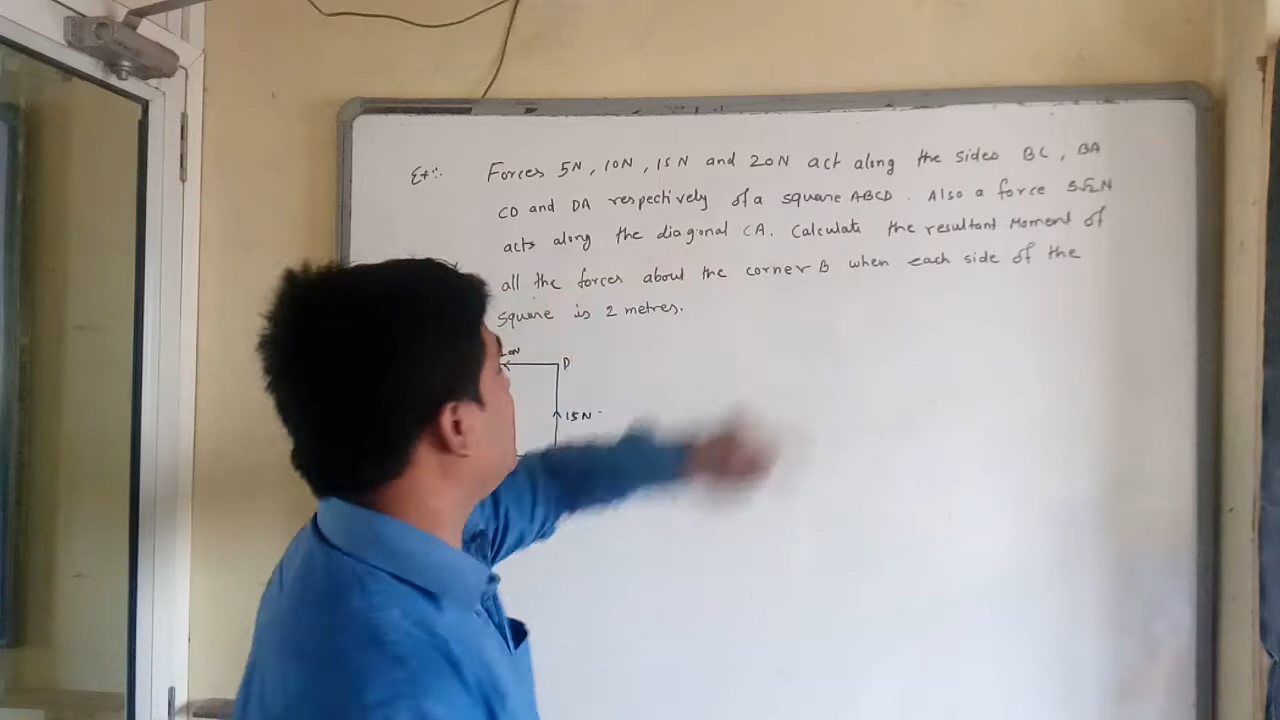 Ex:- Forces 5N, 10N, 15N and 20N act along the sides BC, BA
CD and DA respectively of a square ABCD. Also a force 5√2N
acts along the diagonal CA. Calculate the resultant Moment of
all the forces about the corner B when each side of the
square is 2 metres.
D
15N